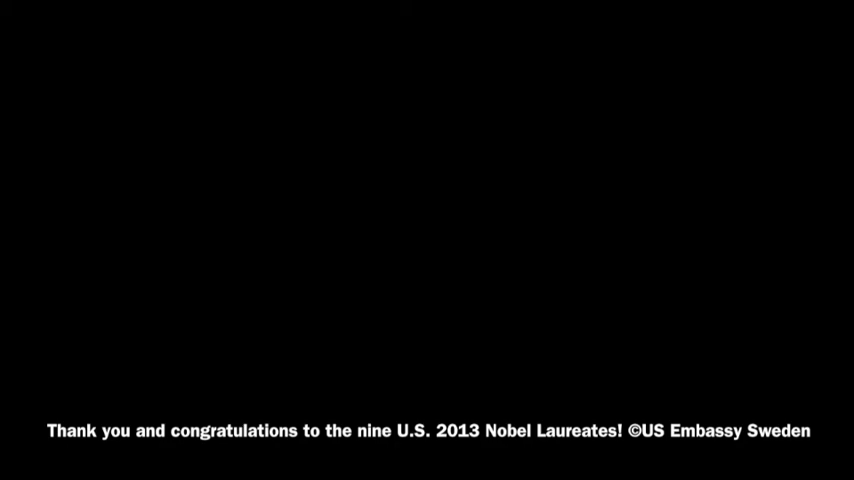 Thank you and congratulations to the nine U.S. 2013 Nobel Laureates! ©US Embassy Sweden